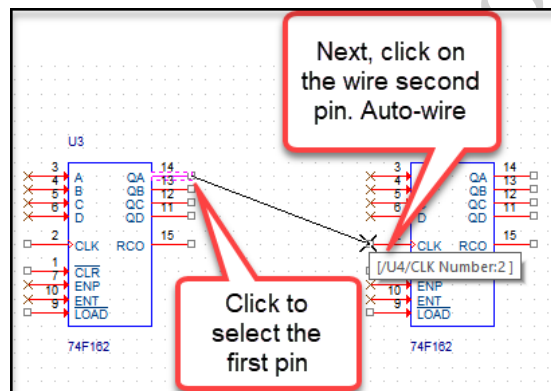 Next, click on
the wire second
pin. Auto-wire
U3
3 A QA 14
4 B QB 13
5 C QC 12
6 D QD 11
2 CLK RCO 15
1 CLR
7 ENP
10 ENT
9 LOAD
74F162
Click to
select the
first pin
3 QA 14
4 QB 13
5 QC 12
6 D QD 11
CLK RCO 15
[/U4/CLK Number:2 ]
10 ENP
9 ENT
LOAD
74F162